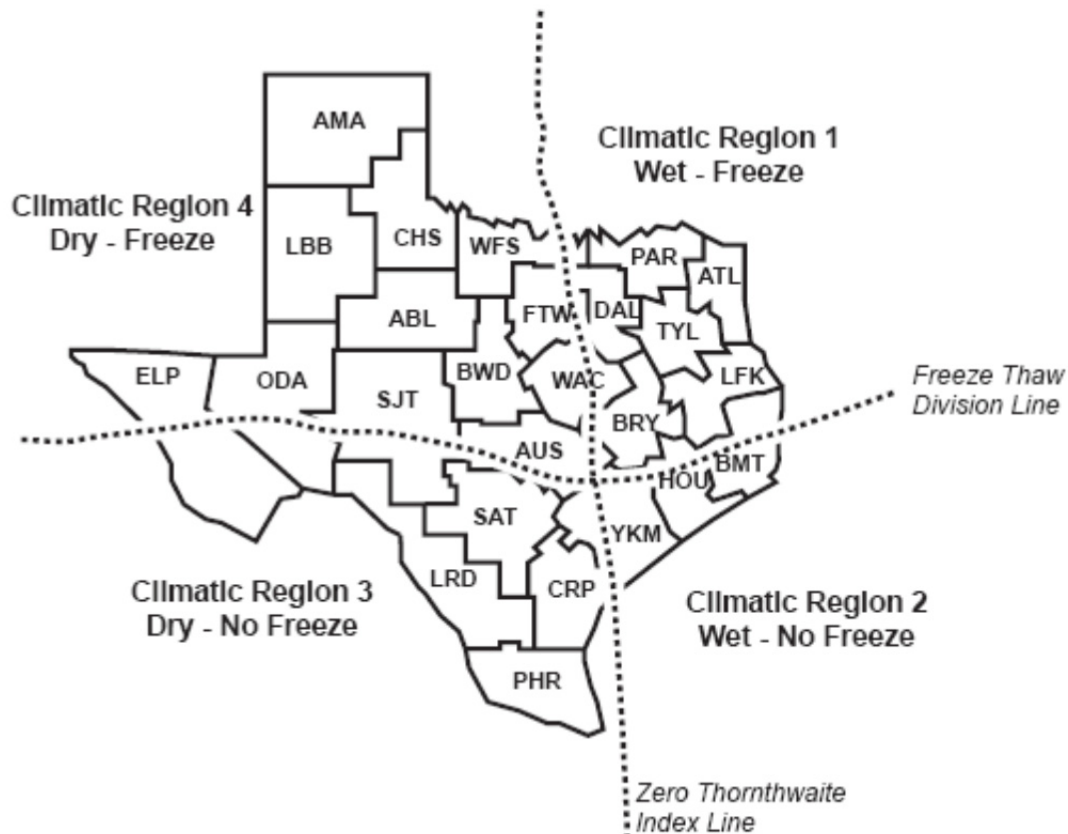 AMA
Climatic Region 1
Wet - Freeze
Climatic Region 4
Dry - Freeze
LBB
CHS
WFS
PAR
ATL
ABL
FTW
DAL
TYL
ELP
ODA
SJT
BWD
WAC
LFK
Freeze Thaw
Division Line
BRY
AUS
HOU
BMT
SAT
YKM
LRD
CRP
Climatic Region 3
Dry - No Freeze
Climatic Region 2
Wet - No Freeze
PHR
Zero Thornthwaite
Index Line